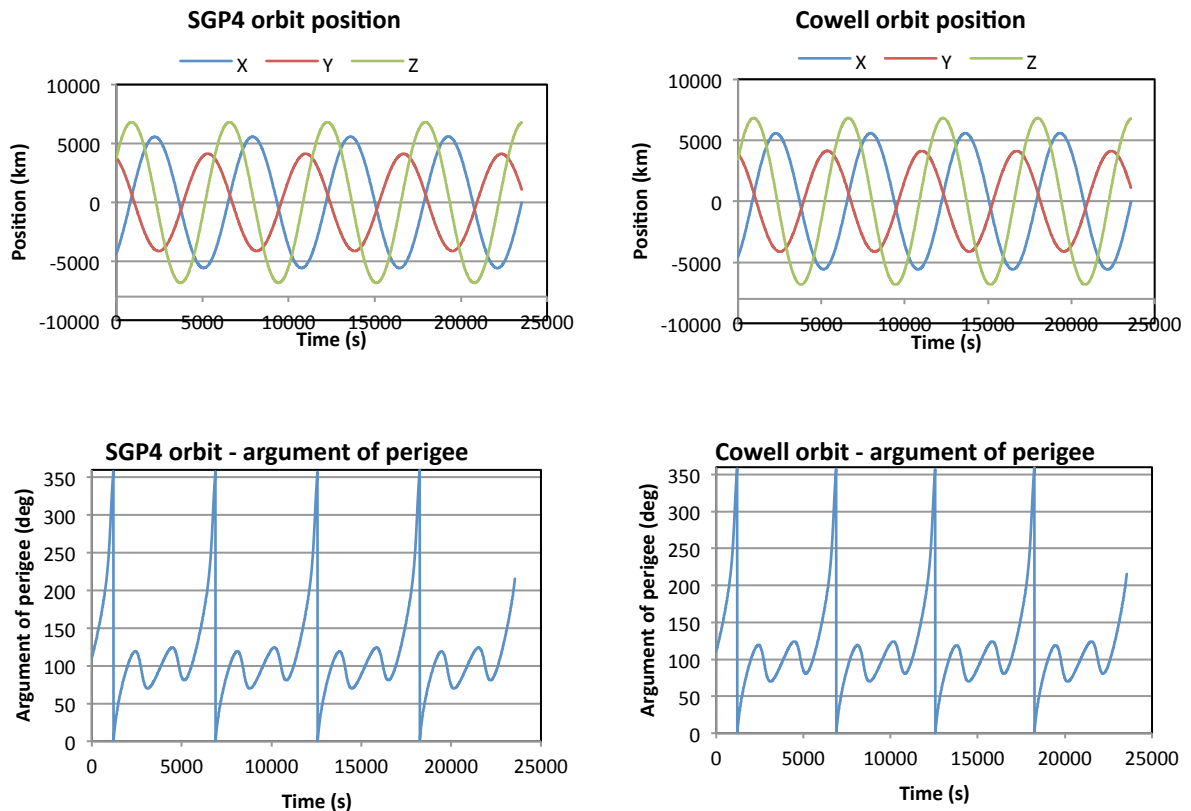 SGP4 orbit position
X Y Z
Position (km)
10000
5000
0
-5000
-10000
0 5000 10000 15000 20000 25000
Time (s)
Cowell orbit position
X Y Z
Position (km)
10000
5000
0
-5000
-10000
0 5000 10000 15000 20000 25000
Time (s)
SGP4 orbit - argument of perigee
Argument of perigee (deg)
350
300
250
200
150
100
50
0
0 5000 10000 15000 20000 25000
Time (s)
Cowell orbit - argument of perigee
Argument of perigee (deg)
350
300
250
200
150
100
50
0
0 5000 10000 15000 20000 25000
Time (s)